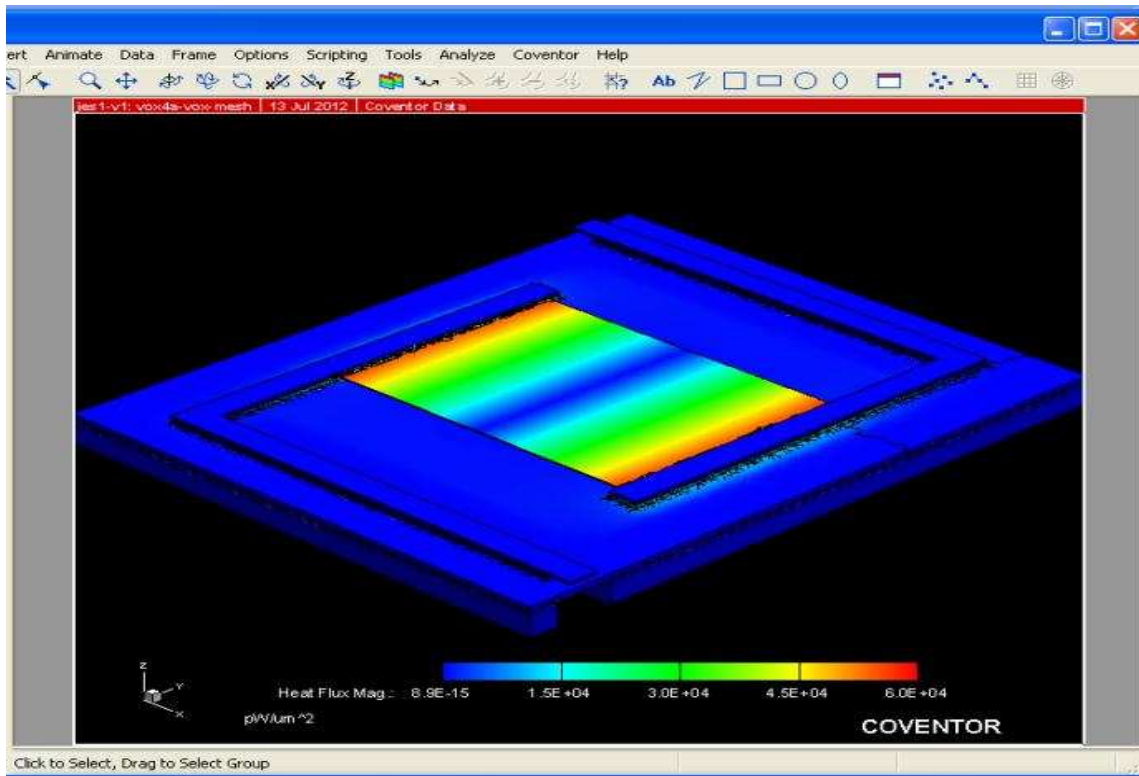 ert Animate Data Frame Options Scripting Tools Analyze Coventor Help
Ab
jes1-v1: vox4a-vox-mesh | 13 Jul 2012 | Coventor Data
Z
Y
X
Heat Flux Mag.: 8.9E-15 1.5E+04 3.0E+04 4.5E+04 6.0E+04
pW/um^2
COVENTOR
Click to Select, Drag to Select Group